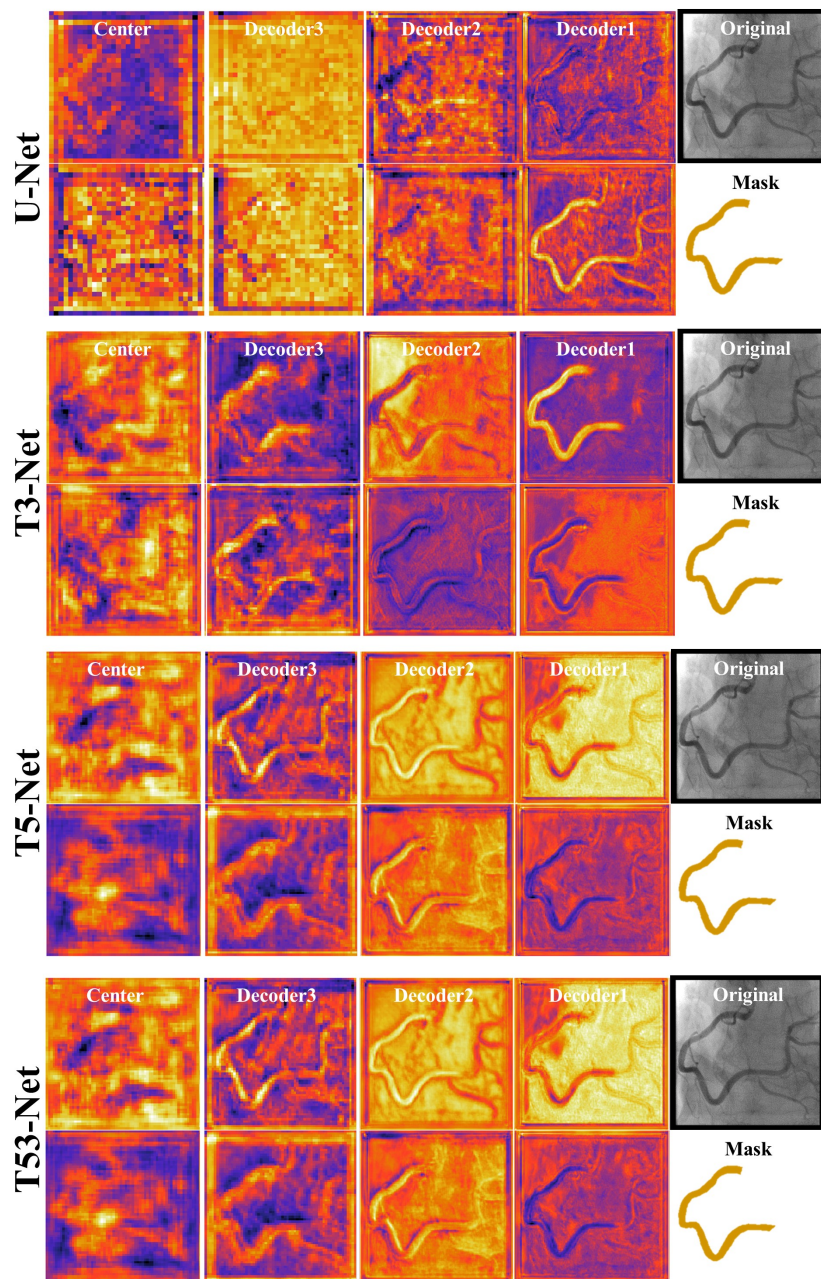 U-Net
Center Decoder3 Decoder2 Decoder1 Original
Mask
T3-Net
Center Decoder3 Decoder2 Decoder1 Original
Mask
T5-Net
Center Decoder3 Decoder2 Decoder1 Original
Mask
T53-Net
Center Decoder3 Decoder2 Decoder1 Original
Mask